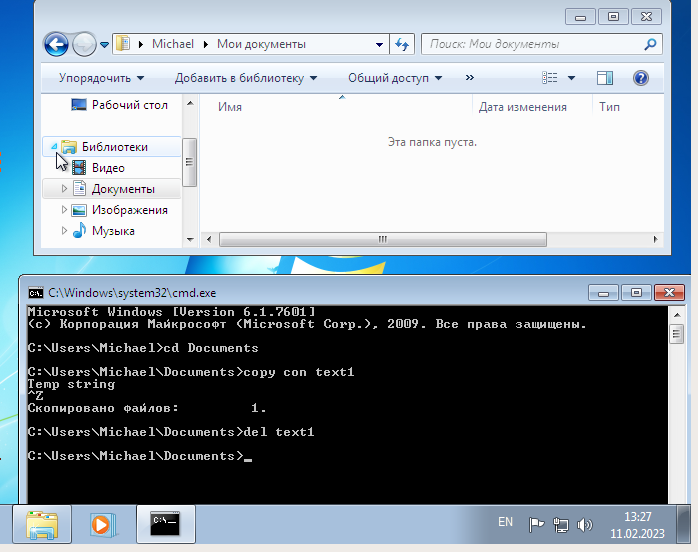 Michael Мои документы Поиск: Мои документы
Упорядочить Добавить в библиотеку Общий доступ »
Рабочий стол
Библиотеки
Видео
Документы
Изображения
Музыка
Имя Дата изменения Тип
Эта папка пуста.
C:\Windows\system32\cmd.exe
Microsoft Windows [Version 6.1.7601]
(c) Корпорация Майкрософт (Microsoft Corp.), 2009. Все права защищены.
C:\Users\Michael>cd Documents
C:\Users\Michael\Documents>copy con text1
Temp string
^Z
Скопировано файлов: 1.
C:\Users\Michael\Documents>del text1
C:\Users\Michael\Documents>_
EN 13:27
11.02.2023